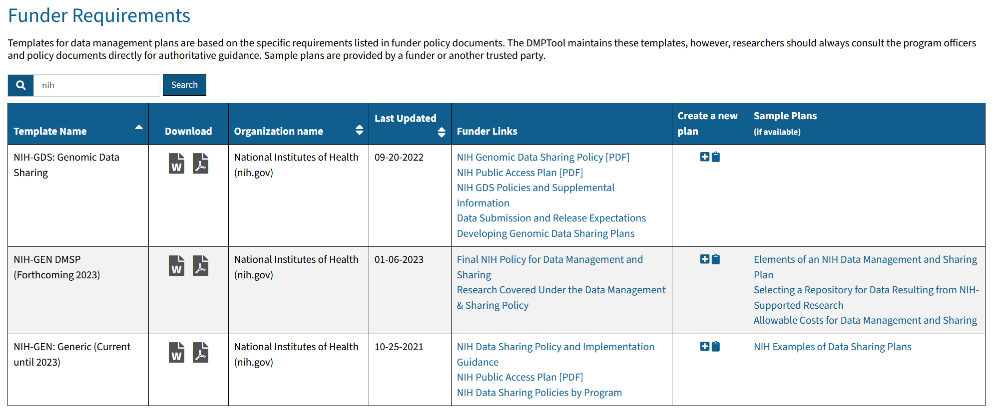 Funder Requirements
Templates for data management plans are based on the specific requirements listed in funder policy documents. The DMPTool maintains these templates, however, researchers should always consult the program officers
and policy documents directly for authoritative guidance. Sample plans are provided by a funder or another trusted party.
nih
Search
Template Name
Download
Organization name
Last Updated
Funder Links
Create a new
plan
Sample Plans
(if available)
NIH-GDS: Genomic Data
Sharing
W
National Institutes of Health
(nih.gov)
09-20-2022
NIH Genomic Data Sharing Policy [PDF]
NIH Public Access Plan [PDF]
NIH GDS Policies and Supplemental
Information
Data Submission and Release Expectations
Developing Genomic Data Sharing Plans
NIH-GEN DMSP
(Forthcoming 2023)
W
National Institutes of Health
(nih.gov)
01-06-2023
Final NIH Policy for Data Management and
Sharing
Research Covered Under the Data Management
& Sharing Policy
Elements of an NIH Data Management and Sharing
Plan
Selecting a Repository for Data Resulting from NIH-
Supported Research
Allowable Costs for Data Management and Sharing
NIH-GEN: Generic (Current
until 2023)
W
National Institutes of Health
(nih.gov)
10-25-2021
NIH Data Sharing Policy and Implementation
Guidance
NIH Public Access Plan [PDF]
NIH Data Sharing Policies by Program
NIH Examples of Data Sharing Plans